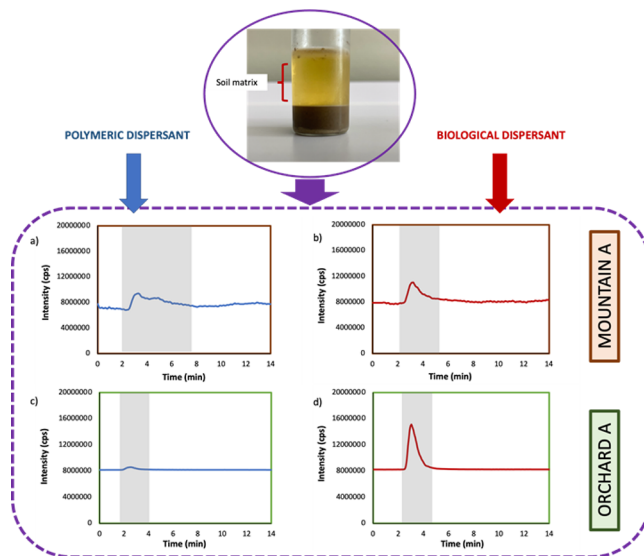 Soil matrix
POLYMERIC DISPERSANT
BIOLOGICAL DISPERSANT
a)
20000000
16000000
12000000
8000000
4000000
0
Intensity (cps)
0 2 4 6 8 10 12 14
Time (min)
b)
20000000
16000000
12000000
8000000
4000000
0
Intensity (cps)
0 2 4 6 8 10 12 14
Time (min)
MOUNTAIN A
c)
20000000
16000000
12000000
8000000
4000000
0
Intensity (cps)
0 2 4 6 8 10 12 14
Time (min)
d)
20000000
16000000
12000000
8000000
4000000
0
Intensity (cps)
0 2 4 6 8 10 12 14
Time (min)
ORCHARD A